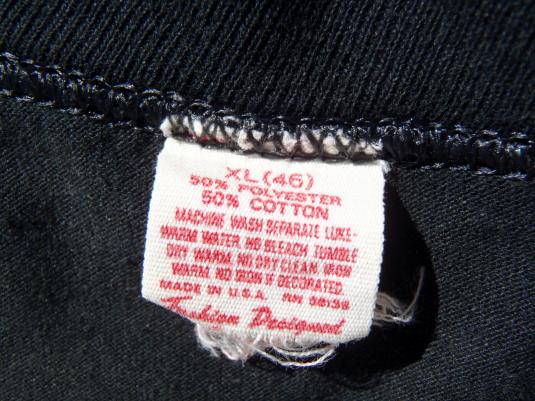 XL(46)
50% POLYESTER
50% COTTON
MACHINE WASH SEPARATE LUKE-
WARM WATER. NO BLEACH TUMBLE
DRY WARM. NO DRY CLEAN. IRON
WARM. NO IRON IF DECORATED.
MADE IN U.S.A. RN
Fashion Designed